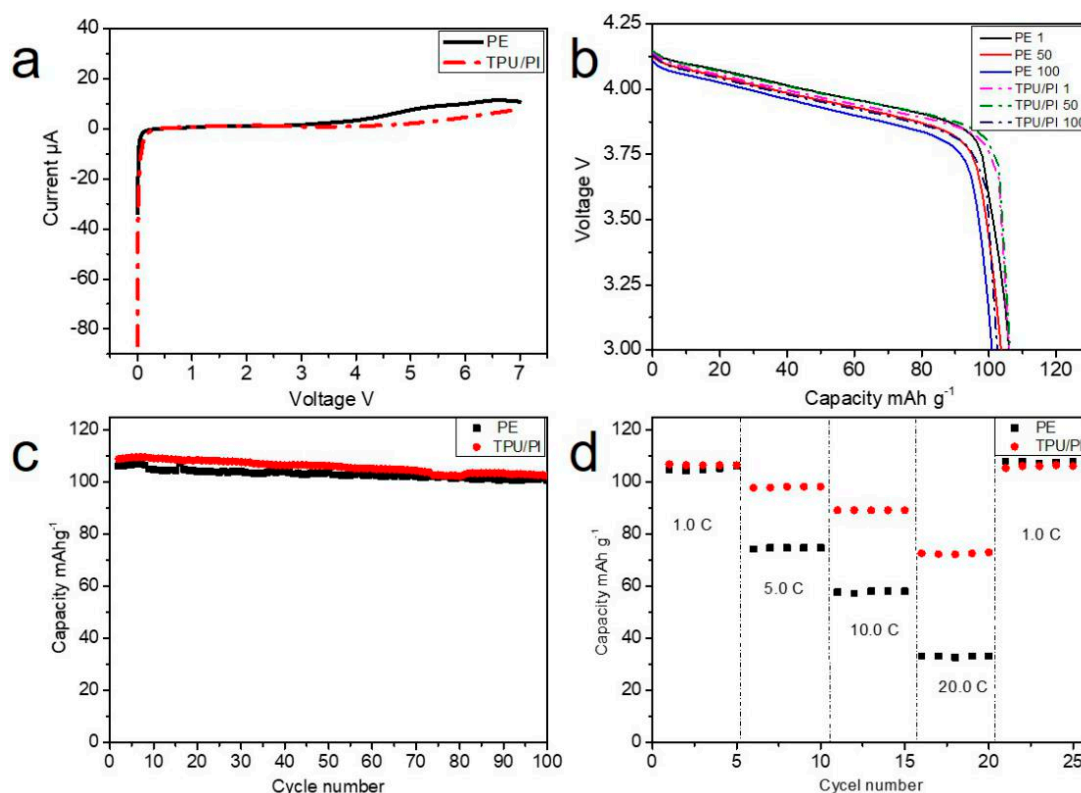 a
PE
TPU/PI
Current µA
40
20
0
-20
-40
-60
-80
0 1 2 3 4 5 6 7
Voltage V
b
PE 1
PE 50
PE 100
TPU/PI 1
TPU/PI 50
TPU/PI 100
Voltage V
4.25
4.00
3.75
3.50
3.25
3.00
0 20 40 60 80 100 120
Capacity mAh g-1
c
PE
TPU/PI
Capacity mAhg-1
120
100
80
60
40
20
0
0 10 20 30 40 50 60 70 80 90 100
Cycle number
d
PE
TPU/PI
Capacity mAh g-1
120
100
80
60
40
20
0
1.0 C
5.0 C
10.0 C
20.0 C
1.0 C
0 5 10 15 20 25
Cycel number